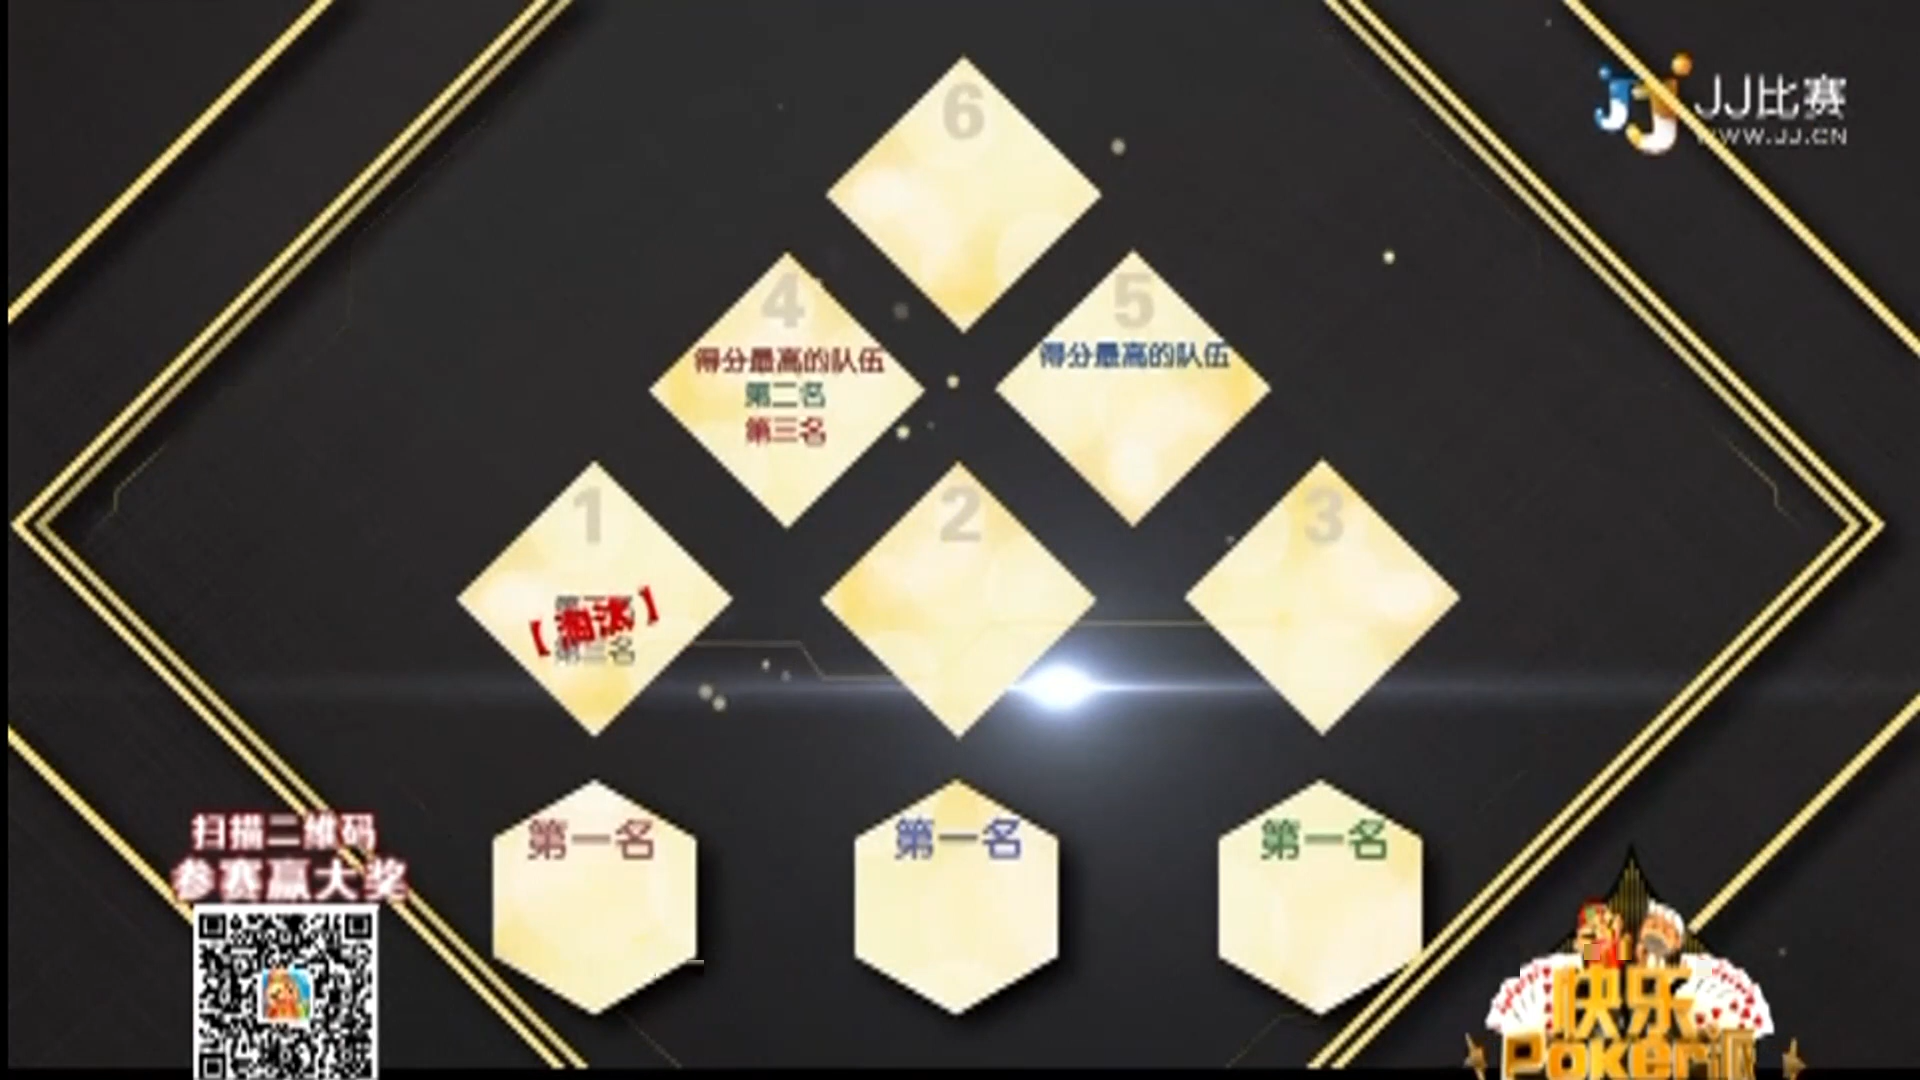 JJ比赛
WWW.JJ.CN
6
4
得分最高的队伍
第二名
第三名
5
得分最高的队伍
1
【淘汰】
第三名
2
3
第一名
第一名
第一名
扫描二维码
参赛赢大奖
快乐
Poker派